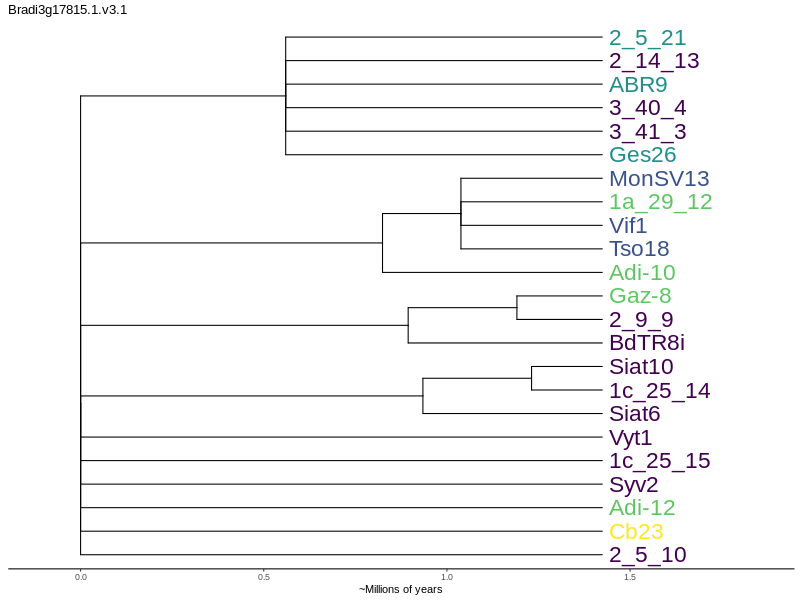 Bradi3g17815.1.v3.1
2_5_21
2_14_13
ABR9
3_40_4
3_41_3
Ges26
MonSV13
1a_29_12
Vif1
Tso18
Adi-10
Gaz-8
2_9_9
BdTR8i
Siat10
1c_25_14
Siat6
Vyt1
1c_25_15
Syv2
Adi-12
Cb23
2_5_10
0.0 0.5 1.0 1.5
~Millions of years